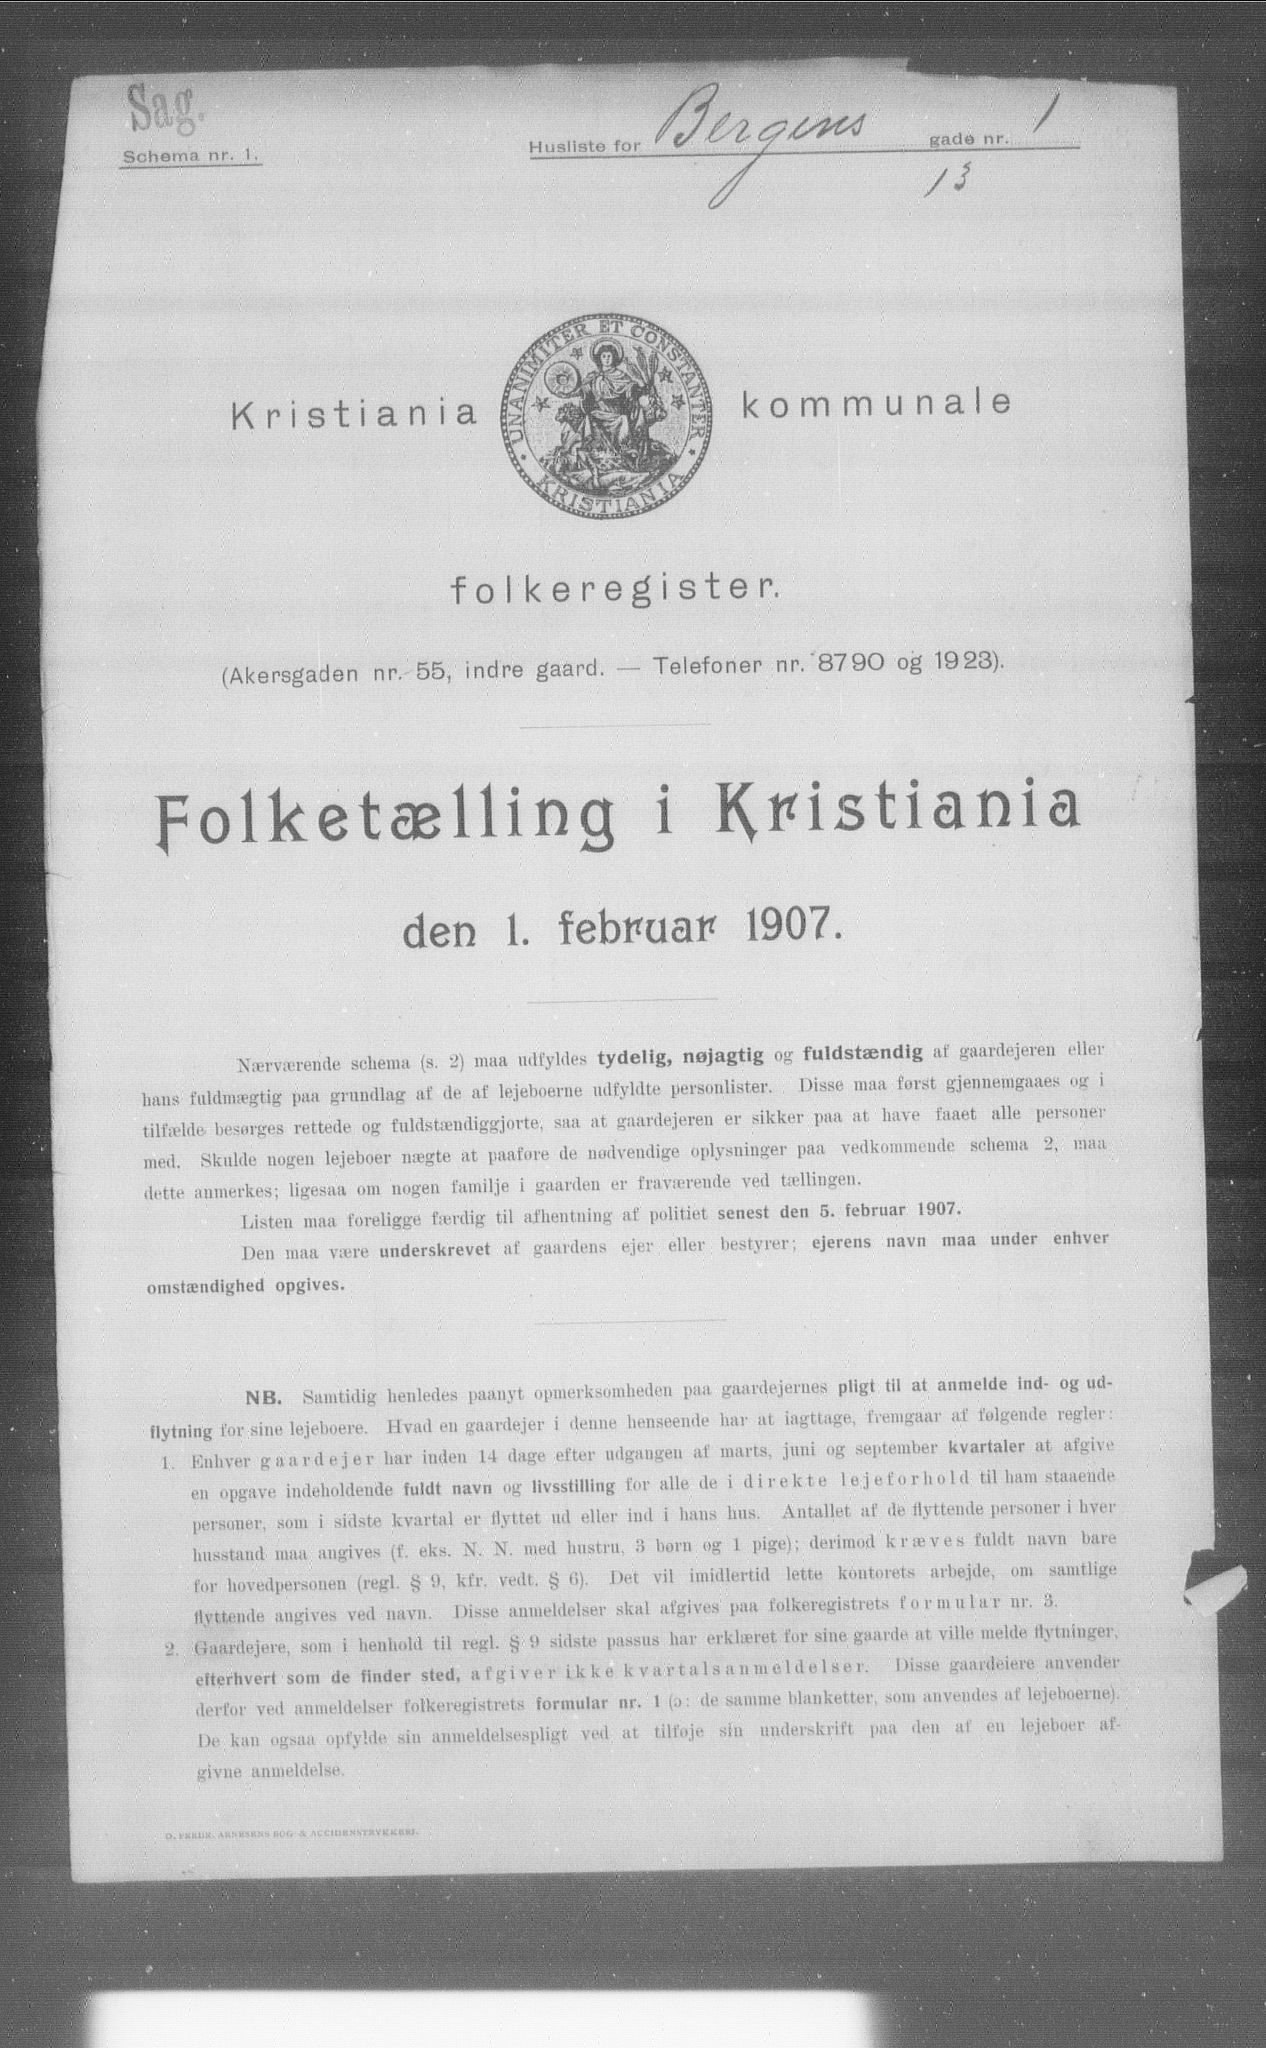 Sag.
Schema nr. 1.
Husliste for Bergens gade nr. 1
13
UNANIMITER ET CONSTANTER
KRISTIANIA
Kristiania kommunale
folkeregister.
(Akersgaden nr. 55, indre gaard. — Telefoner nr. 8790 og 1923).
Folketælling i Kristiania
den 1. februar 1907.
Nærværende schema (s. 2) maa udfyldes tydelig, nøjagtig og fuldstændig af gaardejeren eller
hans fuldmægtig paa grundlag af de af lejeboerne udfyldte personlister. Disse maa først gjennemgaaes og i
tilfælde besørges rettede og fuldstændiggjorte, saa at gaardejeren er sikker paa at have faaet alle personer
med. Skulde nogen lejeboer nægte at paaføre de nødvendige oplysninger paa vedkommende schema 2, maa
dette anmerkes; ligesaa om nogen familje i gaarden er fraværende ved tællingen.
Listen maa foreligge færdig til afhentning af politiet senest den 5. februar 1907.
Den maa være underskrevet af gaardens ejer eller bestyrer; ejerens navn maa under enhver
omstændighed opgives.
NB. Samtidig henledes paanyt opmerksomheden paa gaardejernes pligt til at anmelde ind- og ud-
flytning for sine lejeboere. Hvad en gaardejer i denne henseende har at iagttage, fremgaar af følgende regler:
1. Enhver gaardejer har inden 14 dage efter udgangen af marts, juni og september kvartaler at afgive
en opgave indeholdende fuldt navn og livsstilling for alle de i direkte lejeforhold til ham staaende
personer, som i sidste kvartal er flyttet ud eller ind i hans hus. Antallet af de flyttende personer i hver
husstand maa angives (f. eks. N. N. med hustru, 3 børn og 1 pige); derimod kræves fuldt navn bare
for hovedpersonen (regl. § 9, kfr. vedt. § 6). Det vil imidlertid lette kontorets arbejde, om samtlige
flyttende angives ved navn. Disse anmeldelser skal afgives paa folkeregistrets formular nr. 3.
2. Gaardejere, som i henhold til regl. § 9 sidste passus har erklæret for sine gaarde at ville melde flytninger,
efterhvert som de finder sted, afgiver ikke kvartalsanmeldelser. Disse gaardeiere anvender
derfor ved anmeldelser folkeregistrets formular nr. 1 (ɔ: de samme blanketter, som anvendes af lejeboerne).
De kan ogsaa opfylde sin anmeldelsespligt ved at tilføje sin underskrift paa den af en lejeboer af-
givne anmeldelse.
O. FREDR. ARNESENS BOG- & ACCIDENSTRYKKERI.